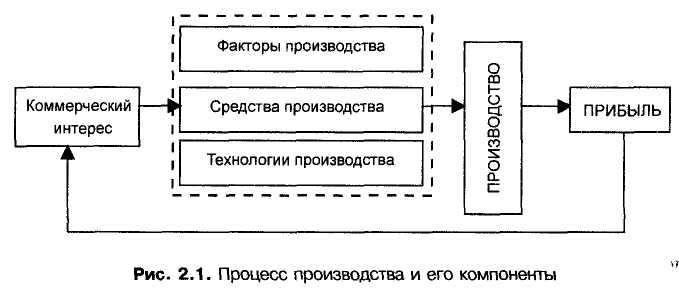 Факторы производства
Коммерческий
интерес
Средства производства
Технологии производства
ПРОИЗВОДСТВО
ПРИБЫЛЬ
Рис. 2.1. Процесс производства и его компоненты